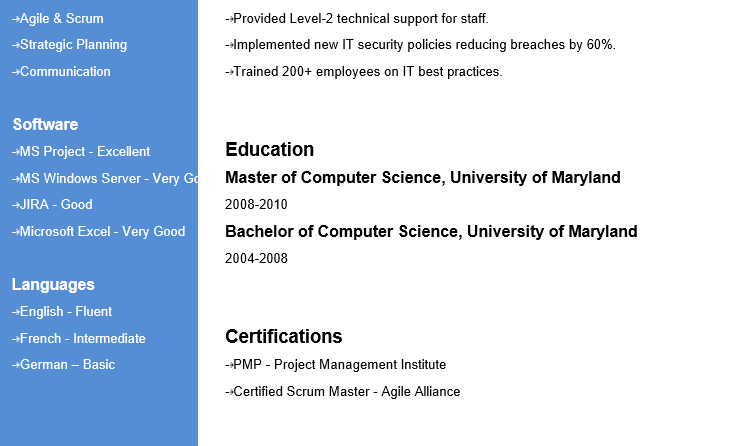 →Agile & Scrum
→Strategic Planning
→Communication
Software
→MS Project - Excellent
→MS Windows Server - Very Go
→JIRA - Good
→Microsoft Excel - Very Good
Languages
→English - Fluent
→French - Intermediate
→German – Basic
→Provided Level-2 technical support for staff.
→Implemented new IT security policies reducing breaches by 60%.
→Trained 200+ employees on IT best practices.
Education
Master of Computer Science, University of Maryland
2008-2010
Bachelor of Computer Science, University of Maryland
2004-2008
Certifications
→PMP - Project Management Institute
→Certified Scrum Master - Agile Alliance